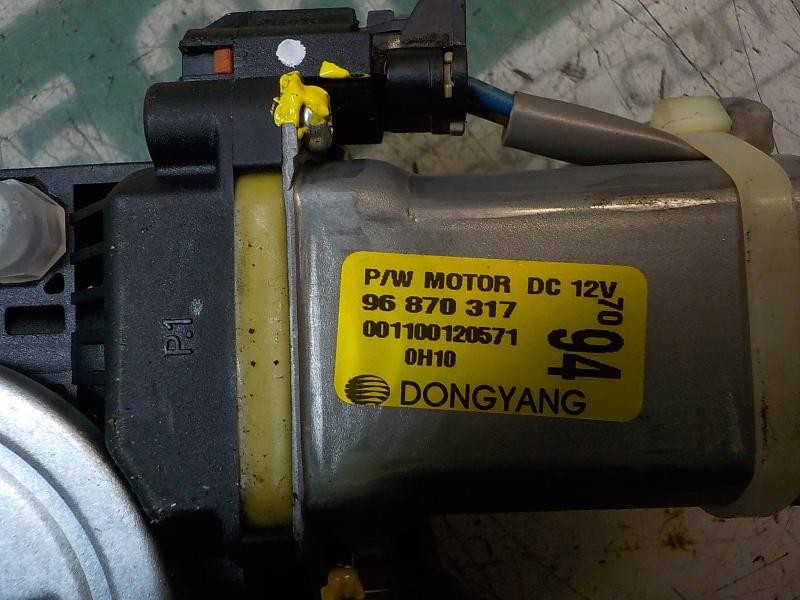 P/W MOTOR DC 12V
96 870 317
001100120571
0H10
DONGYANG
70
94
P.1